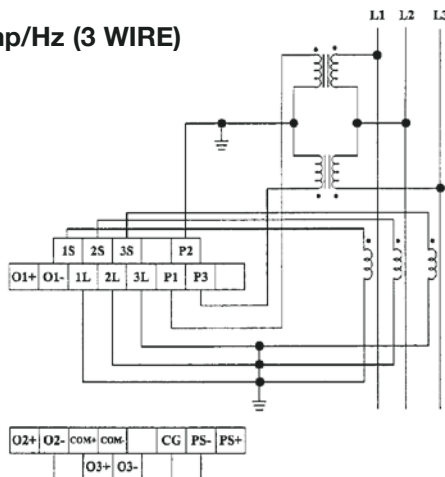 L1 L2 L3
np/Hz (3 WIRE)
1S 2S 3S P2
O1+ O1- 1L 2L 3L P1 P3
O2+ O2- COM+ COM- CG PS- PS+
O3+ O3-